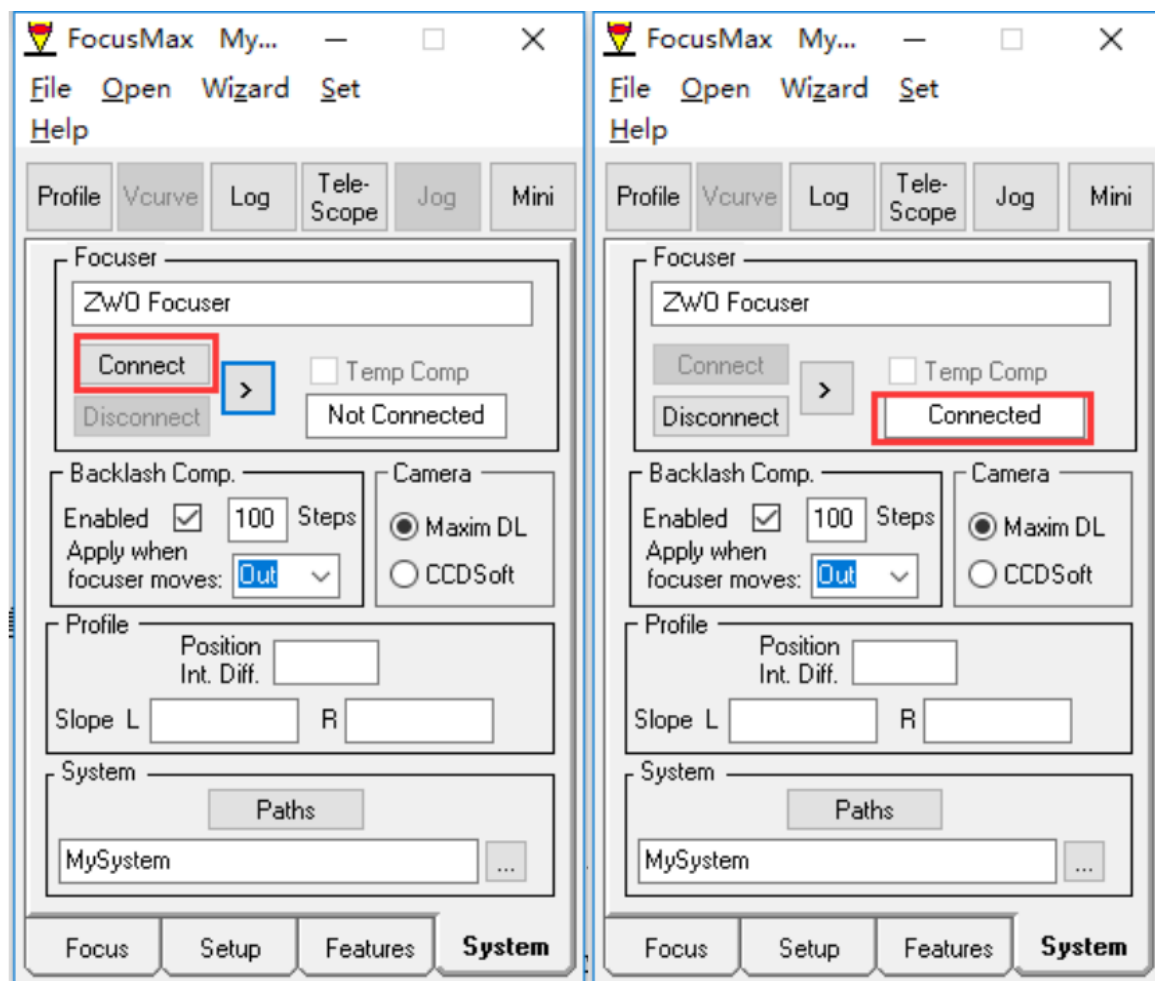 FocusMax My...
File Open Wizard Set
Help
Profile Vcurve Log Tele-Scope Jog Mini
Focuser
ZWO Focuser
Connect
>
Temp Comp
Disconnect
Not Connected
Backlash Comp.
Enabled 100 Steps
Apply when
focuser moves: Out
Camera
Maxim DL
CCDSoft
Profile
Position
Int. Diff.
Slope L R
System
Paths
MySystem ...
Focus Setup Features System
FocusMax My...
File Open Wizard Set
Help
Profile Vcurve Log Tele-Scope Jog Mini
Focuser
ZWO Focuser
Connect
>
Temp Comp
Disconnect
Connected
Backlash Comp.
Enabled 100 Steps
Apply when
focuser moves: Out
Camera
Maxim DL
CCDSoft
Profile
Position
Int. Diff.
Slope L R
System
Paths
MySystem ...
Focus Setup Features System